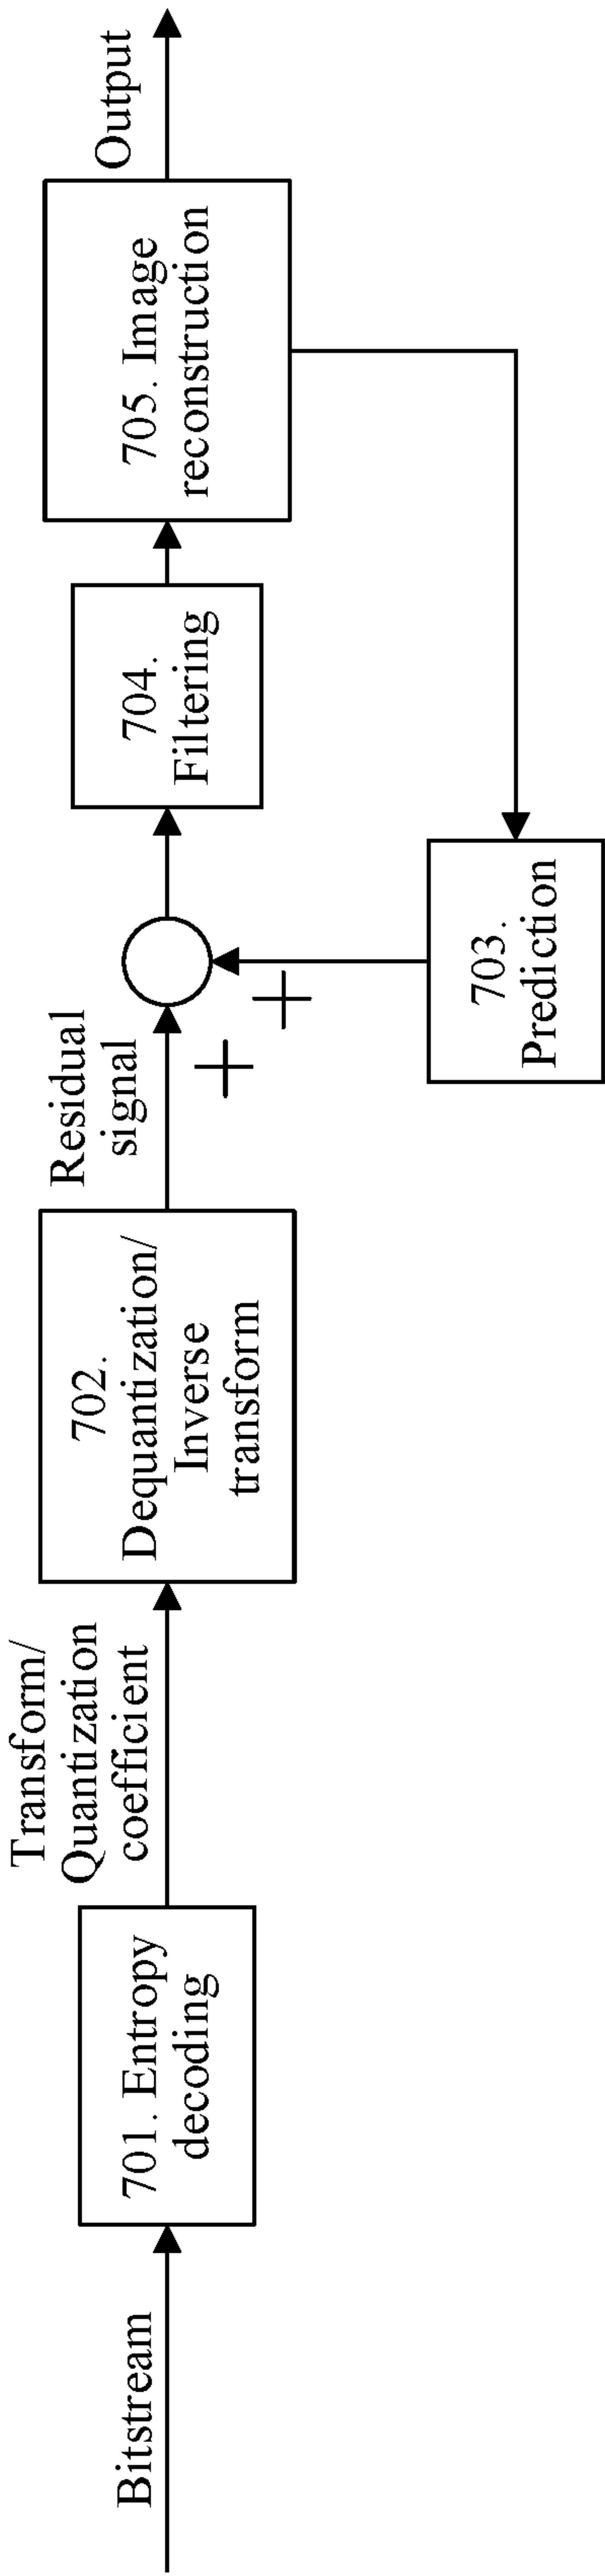 Bitstream
701. Entropy
decoding
Transform/
Quantization
coefficient
702.
Dequantization/
Inverse
transform
Residual
signal
+
+
703.
Prediction
704.
Filtering
705. Image
reconstruction
Output